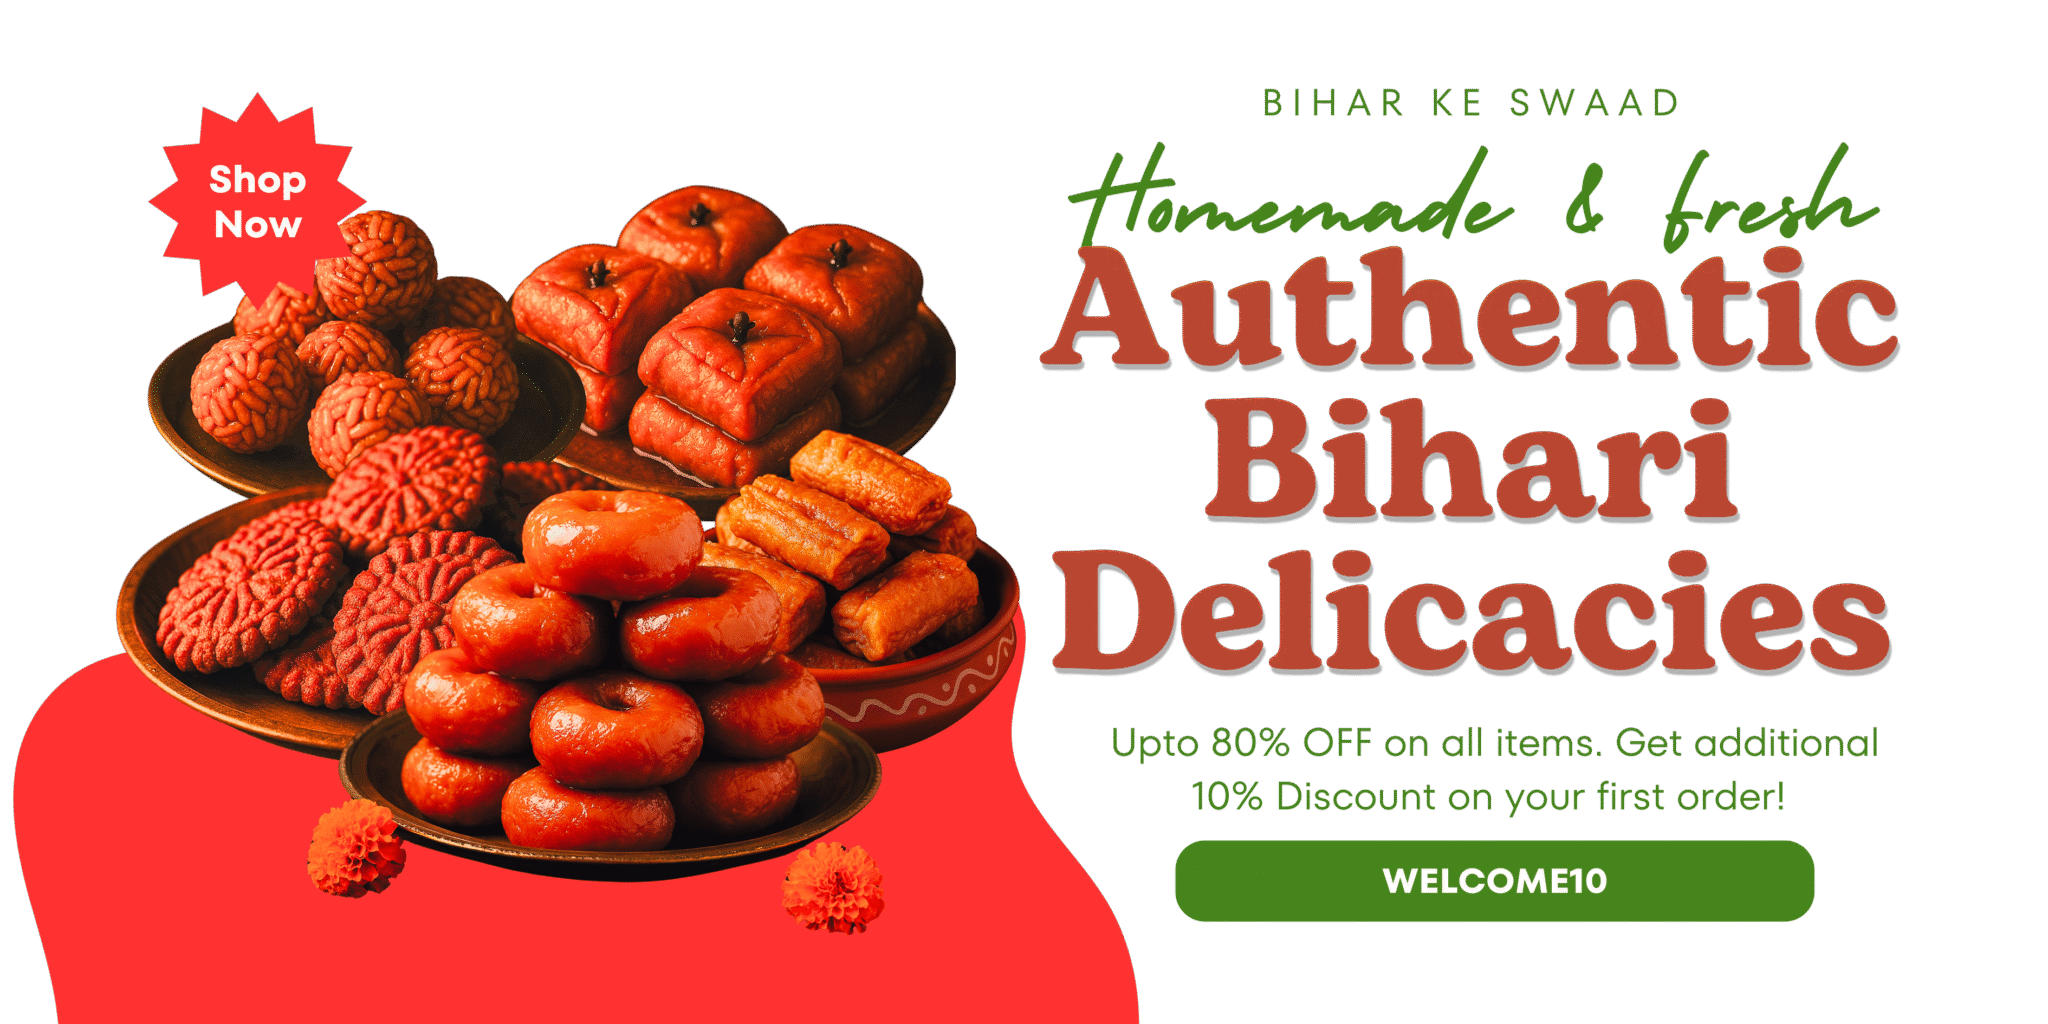 Shop
Now
BIHAR KE SWAAD
Homemade & fresh
Authentic
Bihari
Delicacies
Upto 80% OFF on all items. Get additional
10% Discount on your first order!
WELCOME10